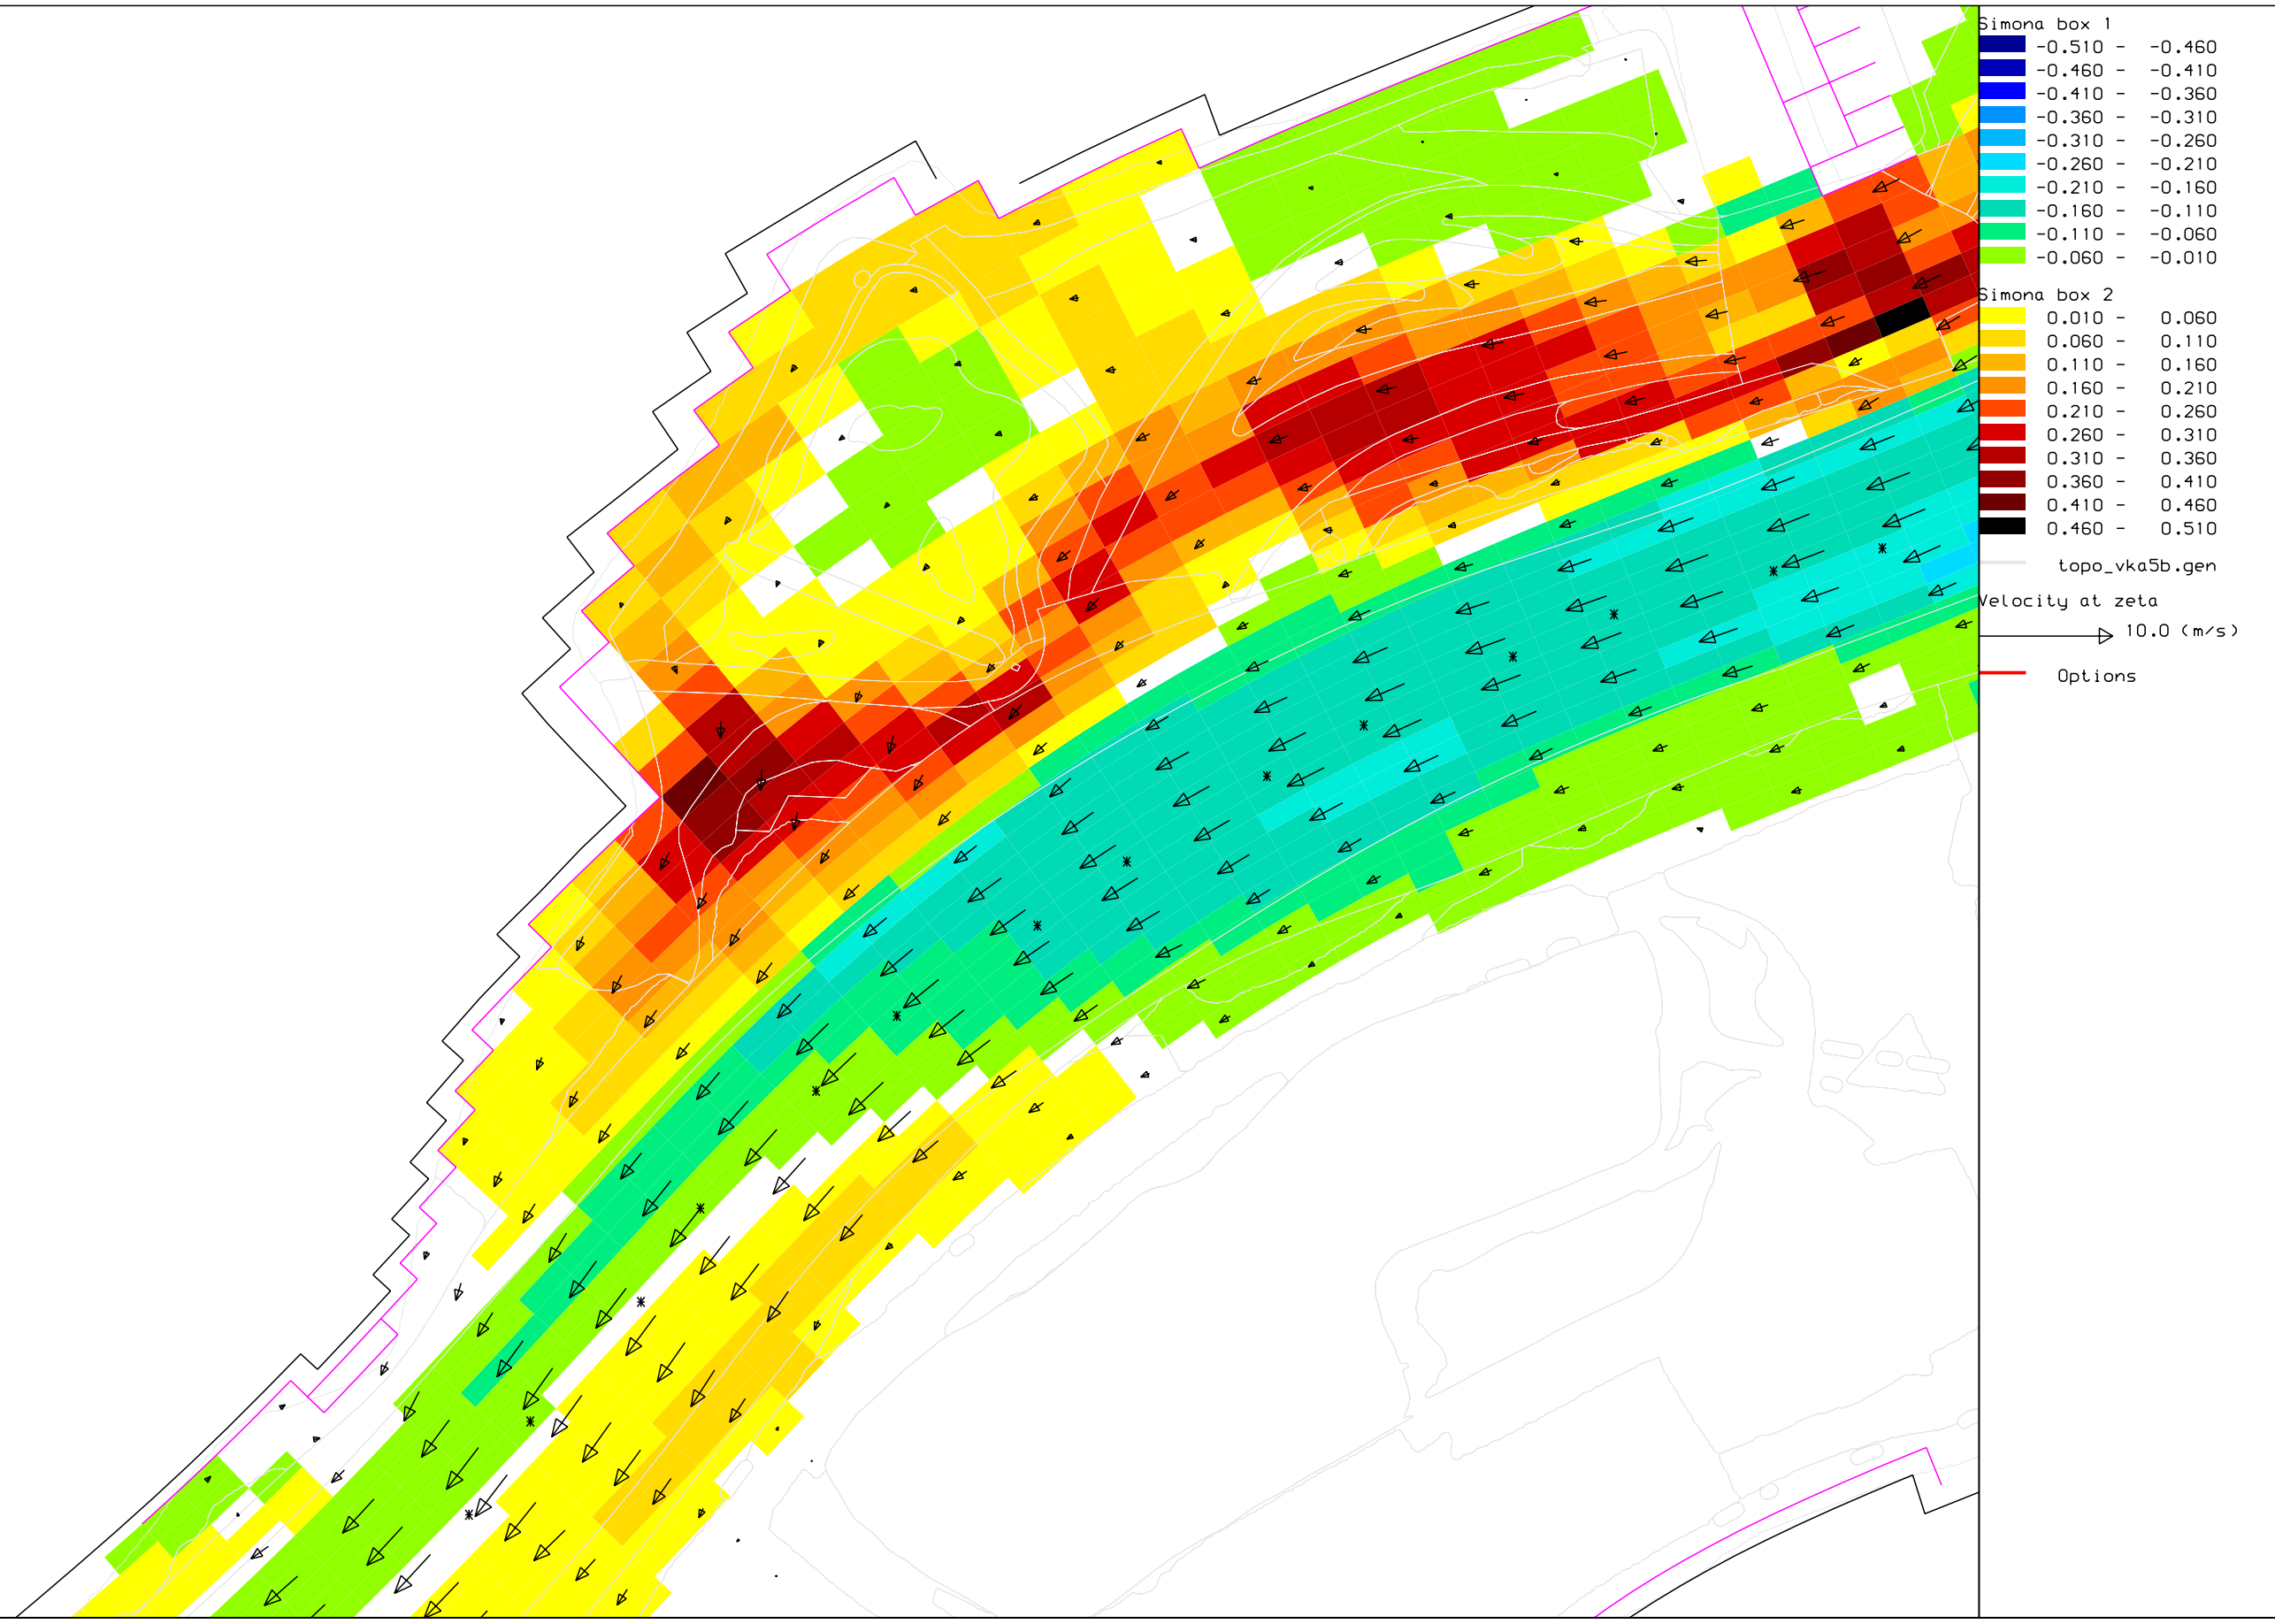 Simona box 1
-0.510 - -0.460
-0.460 - -0.410
-0.410 - -0.360
-0.360 - -0.310
-0.310 - -0.260
-0.260 - -0.210
-0.210 - -0.160
-0.160 - -0.110
-0.110 - -0.060
-0.060 - -0.010
Simona box 2
0.010 - 0.060
0.060 - 0.110
0.110 - 0.160
0.160 - 0.210
0.210 - 0.260
0.260 - 0.310
0.310 - 0.360
0.360 - 0.410
0.410 - 0.460
0.460 - 0.510
topo_vka5b.gen
Velocity at zeta
10.0 (m/s)
Options